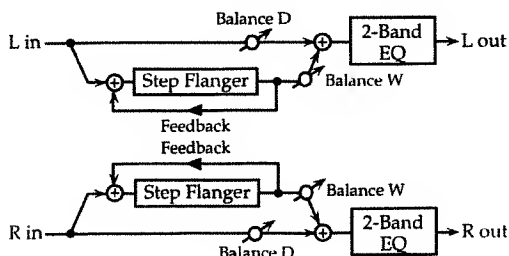 Balance D
L in
2-Band
EQ
L out
Step Flanger
Balance W
Feedback
Feedback
Step Flanger
Balance W
R in
2-Band
EQ
R out
Balance D